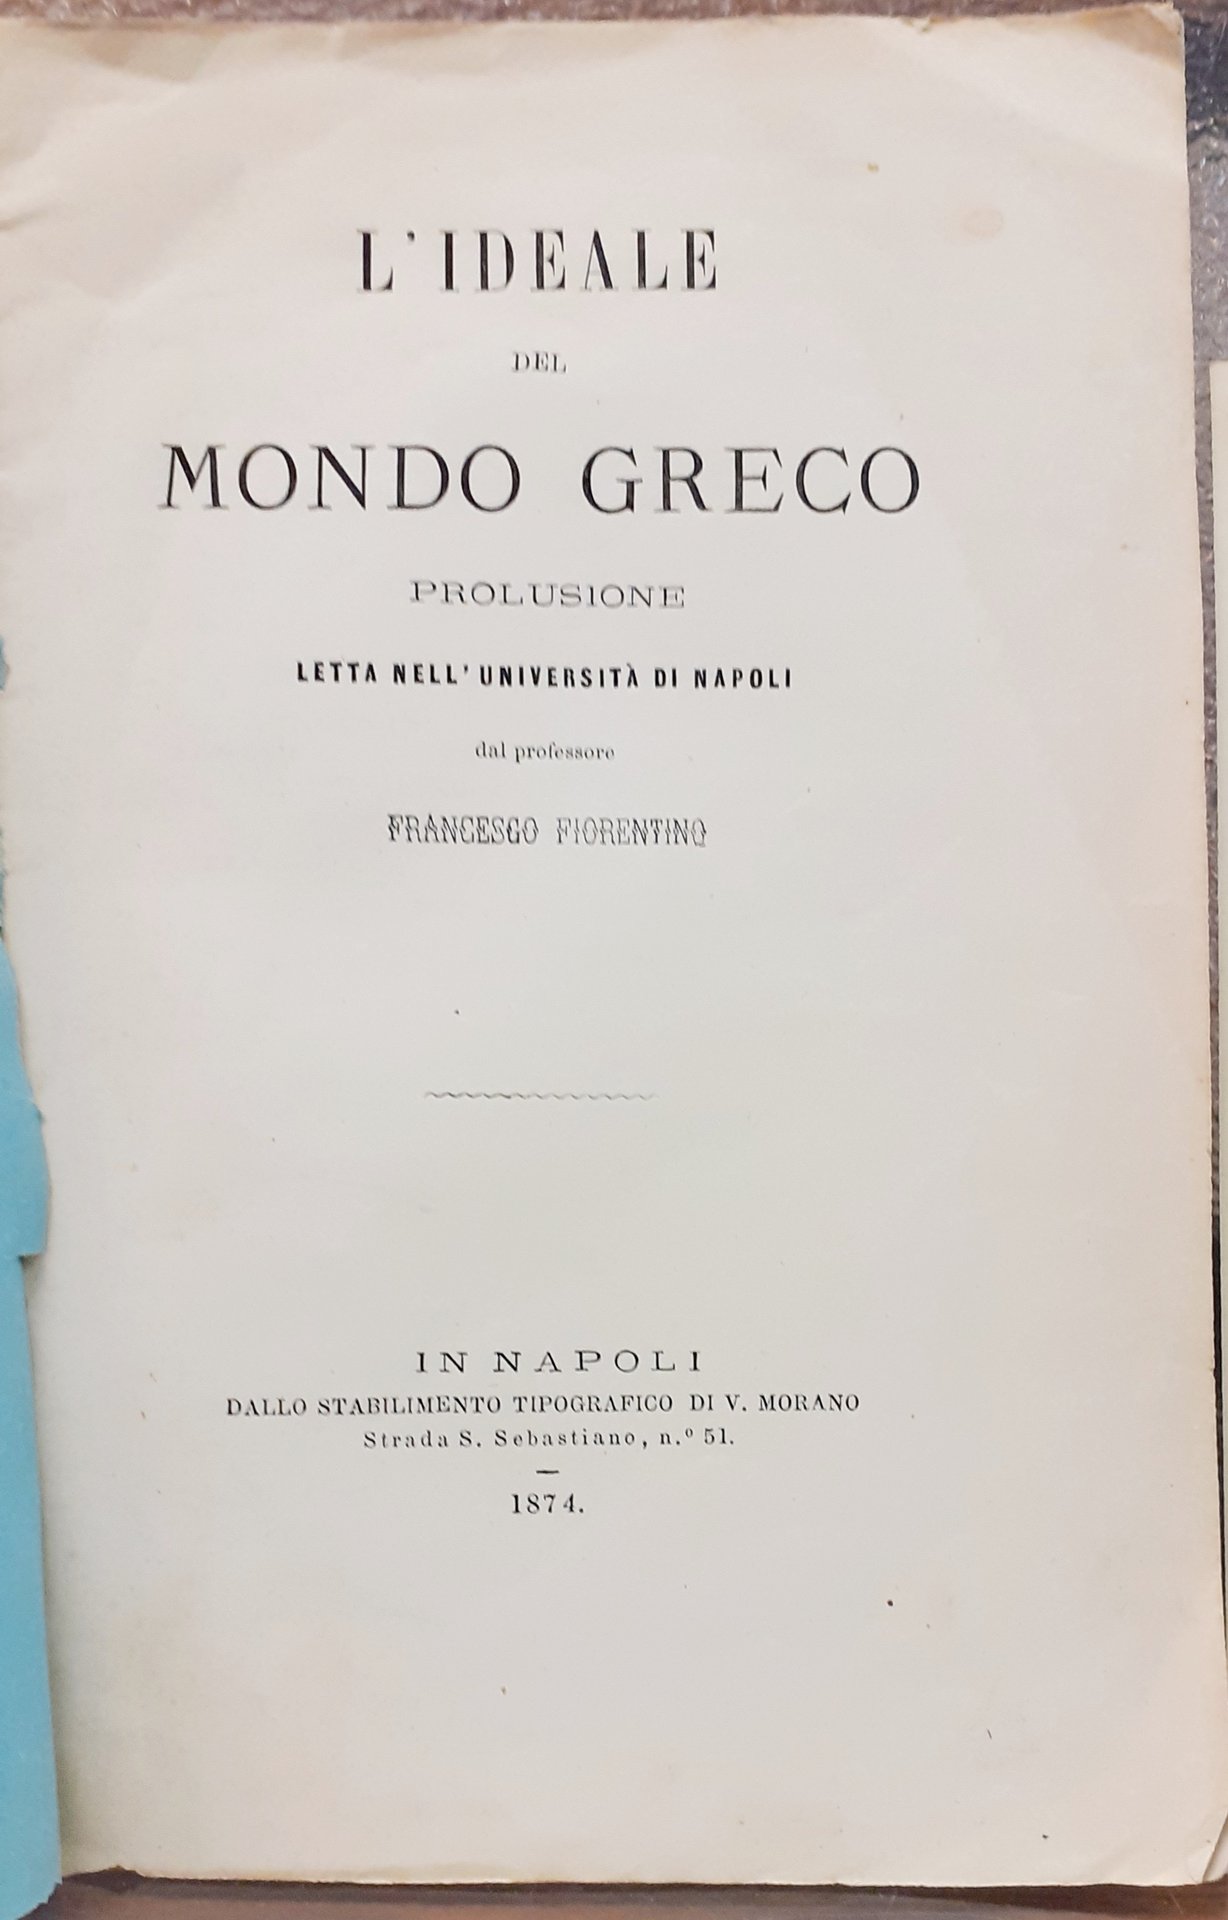 L'IDEALE
DEL
MONDO GRECO
PROLUSIONE
LETTA NELL'UNIVERSITÀ DI NAPOLI
dal professore
FRANCESCO FIORENTINO
IN NAPOLI
DALLO STABILIMENTO TIPOGRAFICO DI V. MORANO
Strada S. Sebastiano, n.º 51.
1874.